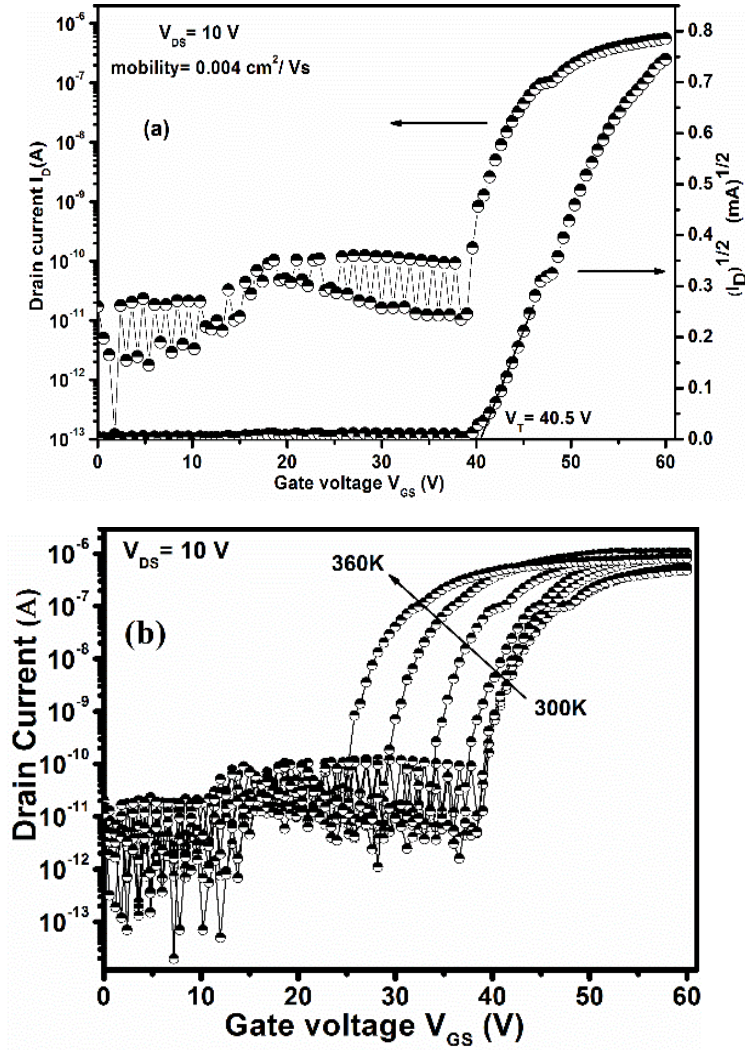 V_DS = 10 V
mobility= 0.004 cm²/ Vs
(a)
Drain current I_D(A)
10⁻⁶
10⁻⁷
10⁻⁸
10⁻⁹
10⁻¹⁰
10⁻¹¹
10⁻¹²
10⁻¹³
0.8
0.7
0.6
0.5
0.4
0.3
0.2
0.1
0.0
(I_D)^1/2 (mA)^1/2
V_T = 40.5 V
0 10 20 30 40 50 60
Gate voltage V_GS (V)
V_DS= 10 V
(b)
360K
300K
Drain Current (A)
10⁻⁶
10⁻⁷
10⁻⁸
10⁻⁹
10⁻¹⁰
10⁻¹¹
10⁻¹²
10⁻¹³
0 10 20 30 40 50 60
Gate voltage V_GS (V)